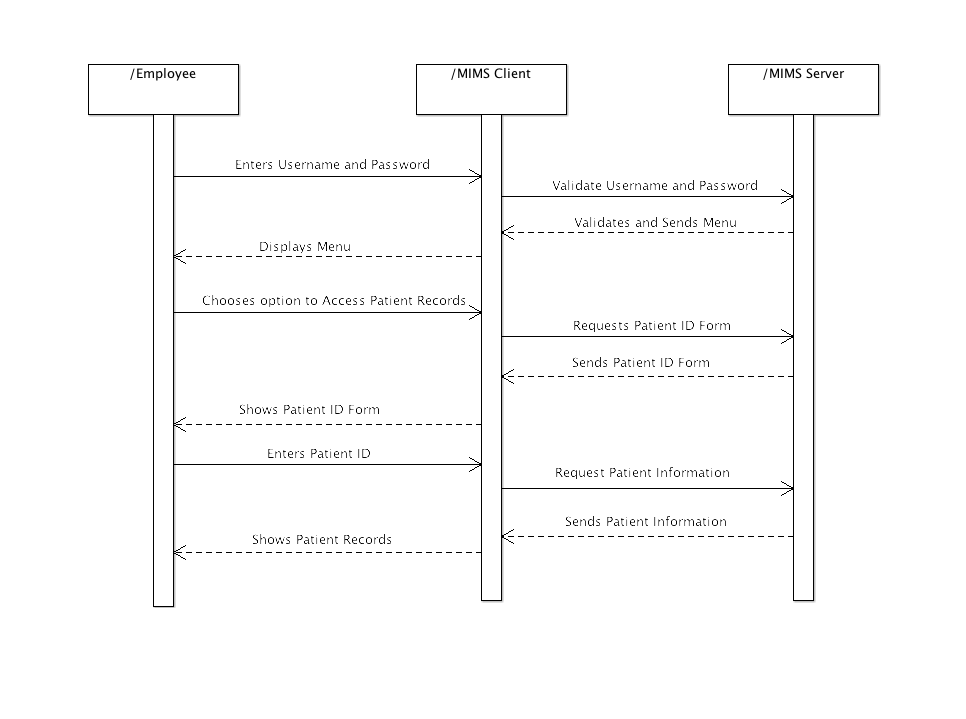 /Employee
/MIMS Client
/MIMS Server
Enters Username and Password
Validate Username and Password
Validates and Sends Menu
Displays Menu
Chooses option to Access Patient Records
Requests Patient ID Form
Sends Patient ID Form
Shows Patient ID Form
Enters Patient ID
Request Patient Information
Sends Patient Information
Shows Patient Records